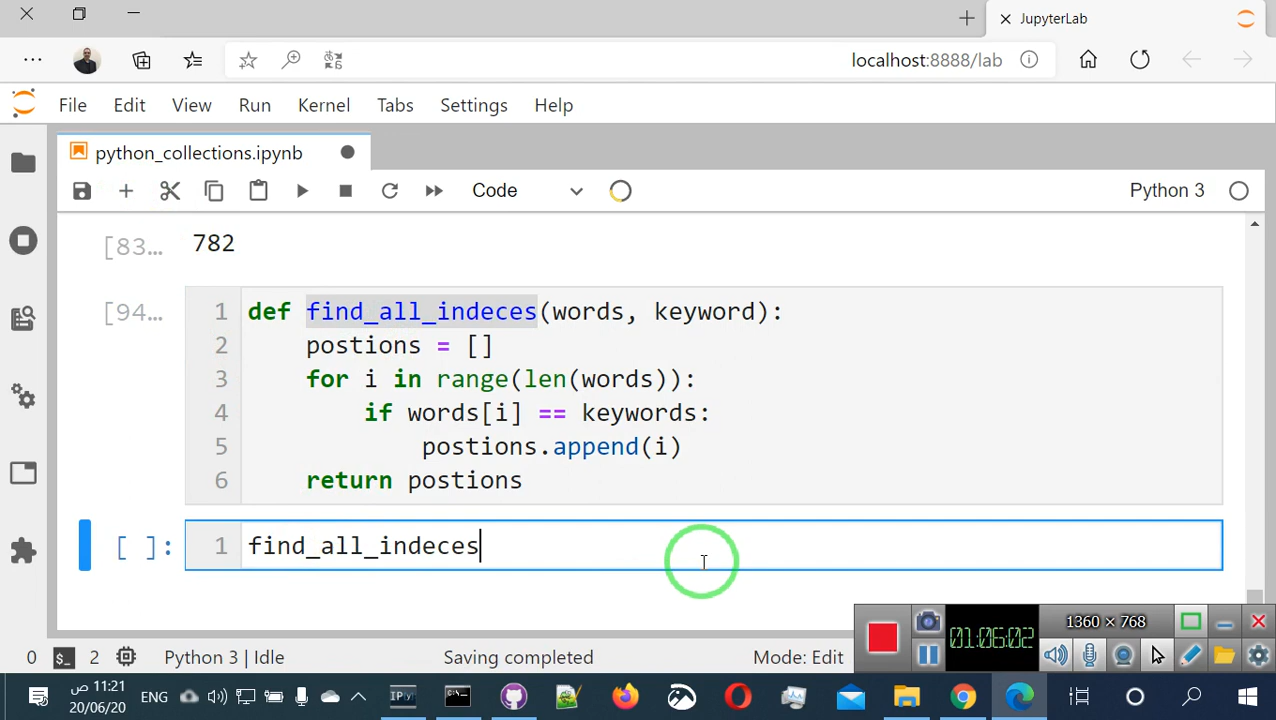 JupyterLab
localhost:8888/lab
File Edit View Run Kernel Tabs Settings Help
python_collections.ipynb
Code
Python 3
[83… 782
[94… 1 def find_all_indeces(words, keyword):
2 postions = []
3 for i in range(len(words)):
4 if words[i] == keywords:
5 postions.append(i)
6 return postions
[ ]: 1 find_all_indeces
1360 × 768
01:06:02
0 2 Python 3 | Idle Saving completed Mode: Edit
11:21 ص
ENG
20/06/20
IPy